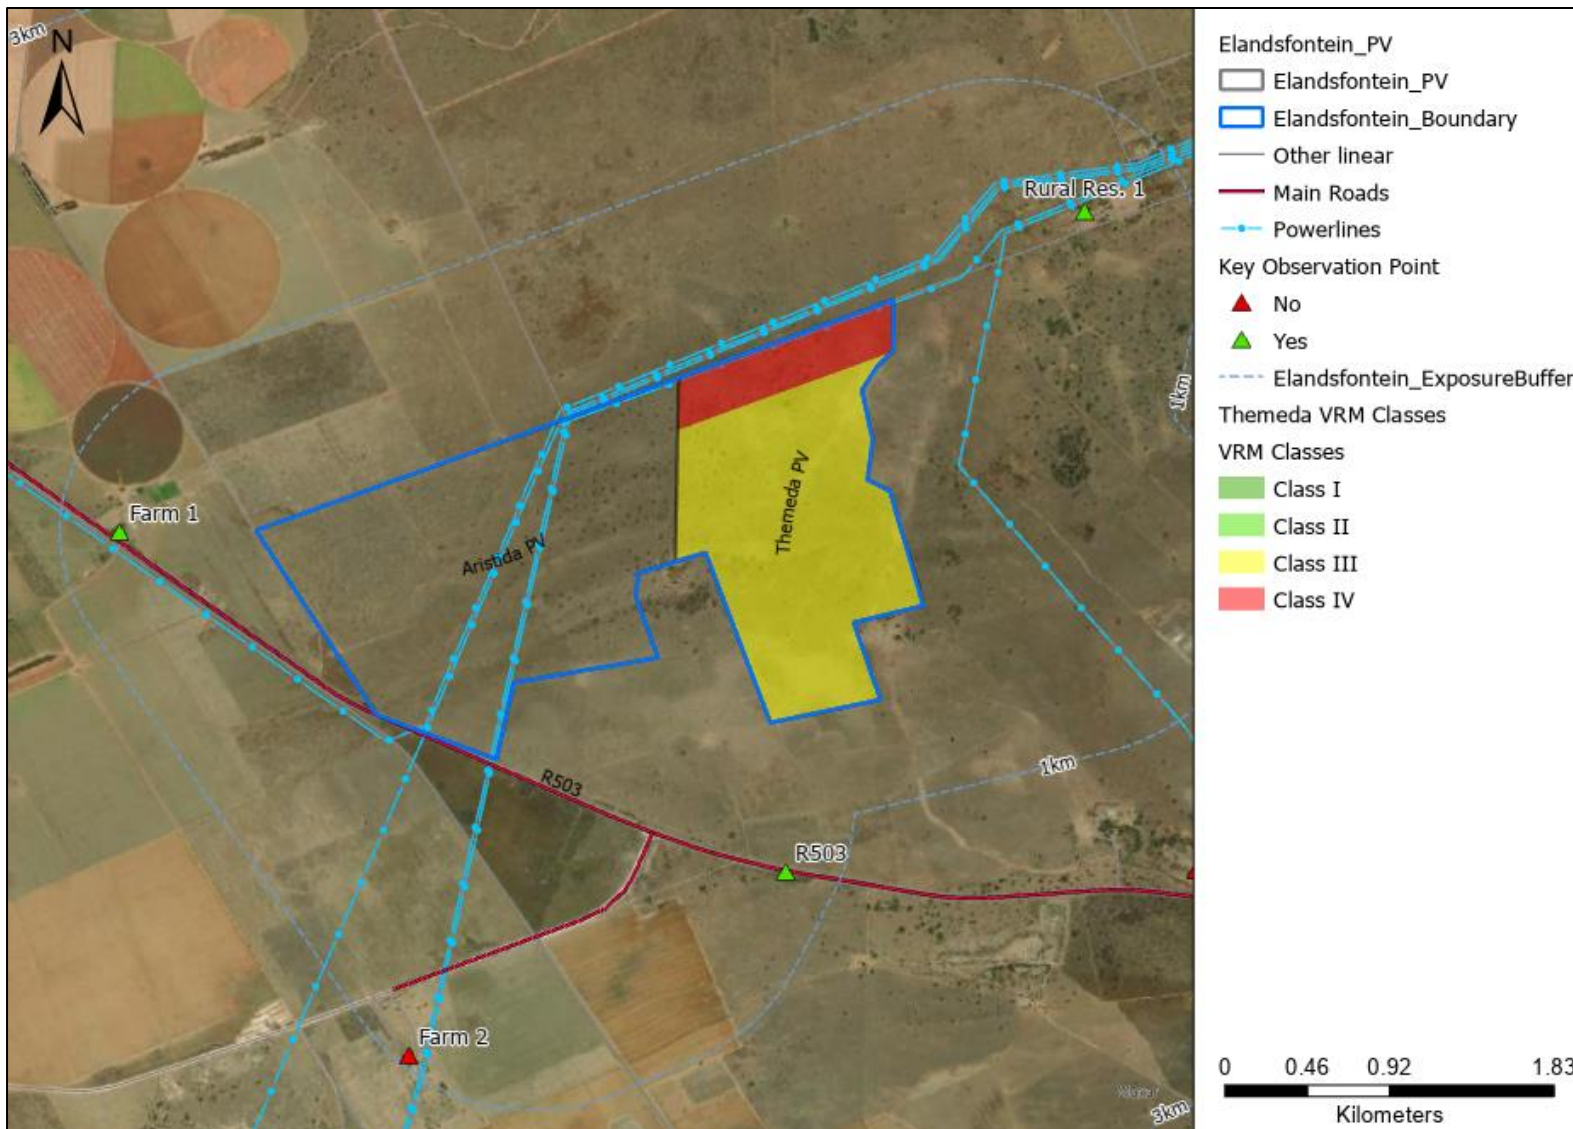 3km
N
Rural Res. 1
1km
Farm 1
Aristida PV
Themeda PV
1km
R503
R503
Farm 2
Maxar
3km
Elandsfontein_PV
Elandsfontein_PV
Elandsfontein_Boundary
Other linear
Main Roads
Powerlines
Key Observation Point
No
Yes
Elandsfontein_ExposureBuffer
Themeda VRM Classes
VRM Classes
Class I
Class II
Class III
Class IV
0 0.46 0.92 1.83
Kilometers